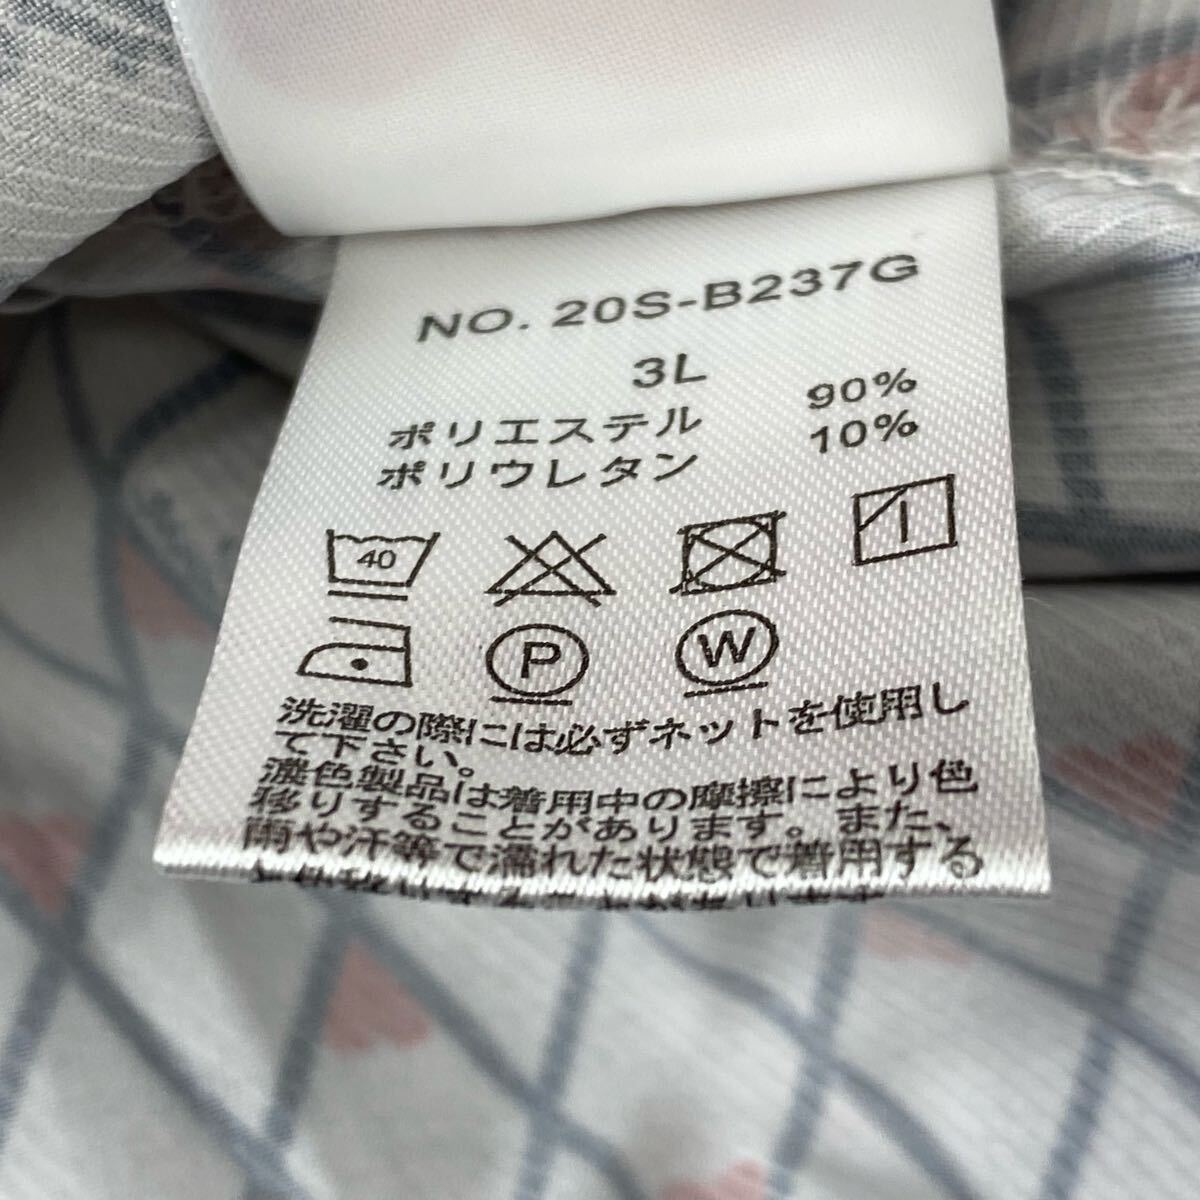 NO. 20S-B237G
3L
ポリエステル 90%
ポリウレタン 10%
40
P W
洗濯の際には必ずネットを使用し
て下さい。
濃色製品は着用中の摩擦により色
移りすることがあります。また、
雨や汗等で濡れた状態で着用する